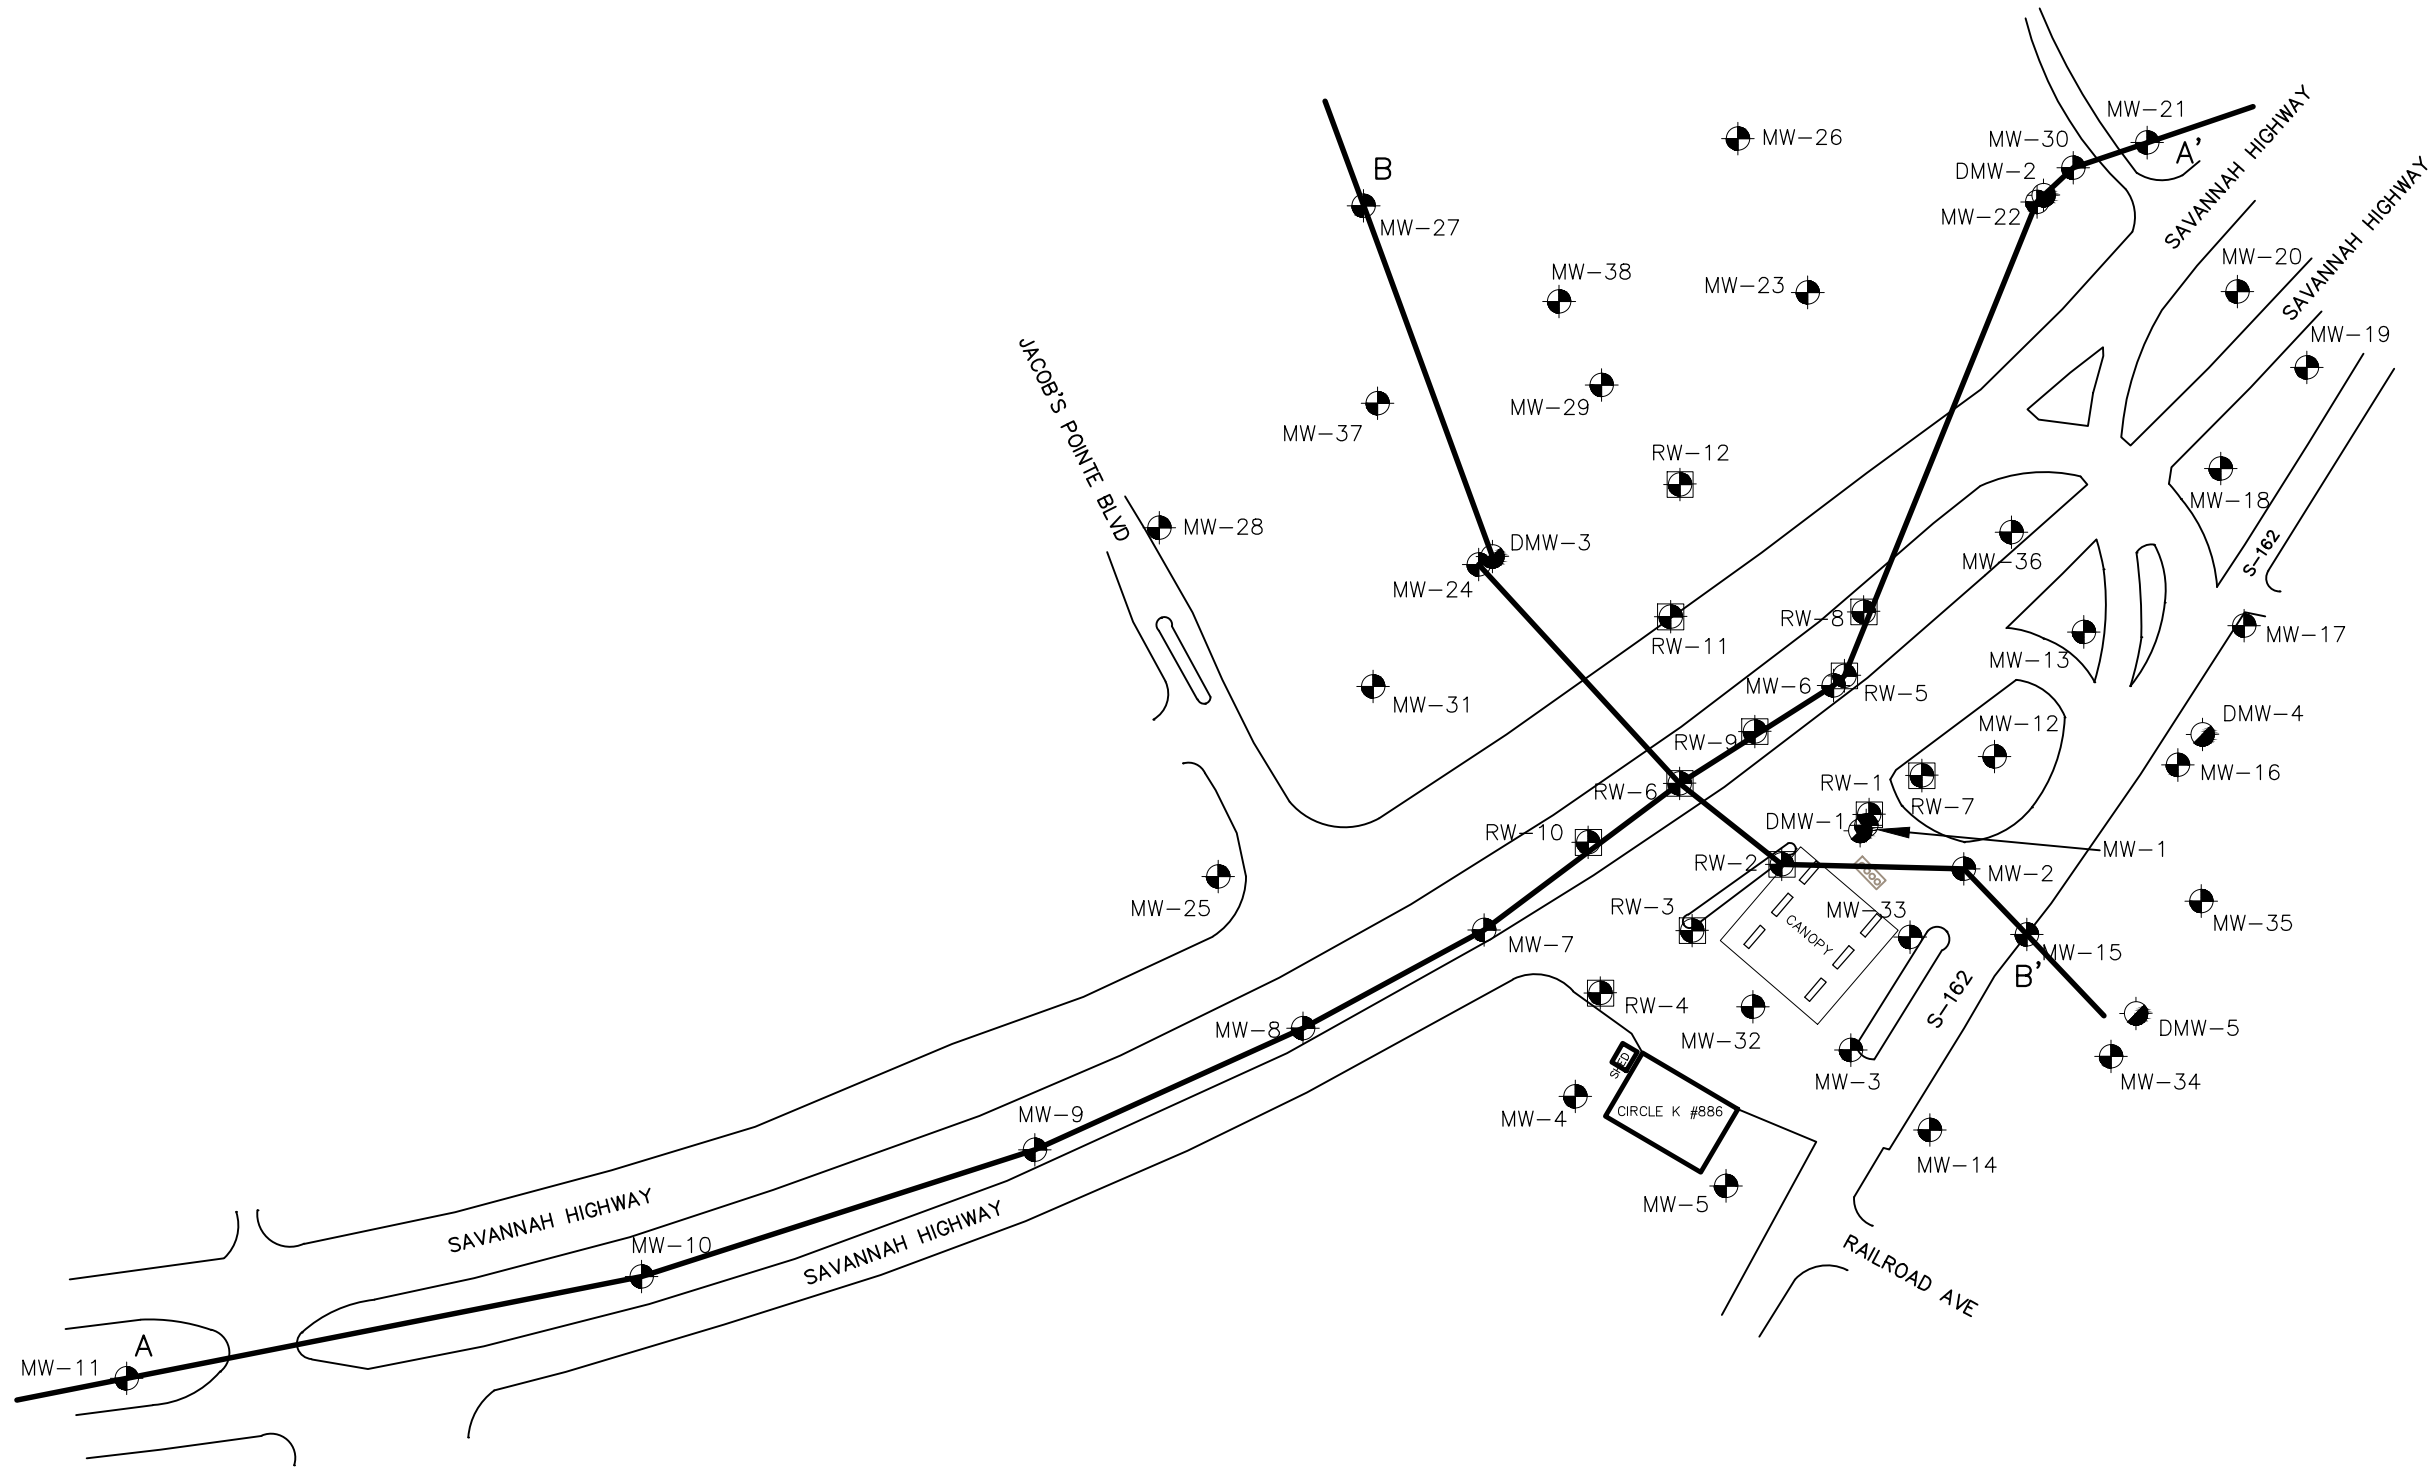 MW-21
MW-26
MW-30
A'
SAVANNAH HIGHWAY
B
DMW-2
MW-22
MW-27
SAVANNAH HIGHWAY
MW-20
MW-38
MW-23
MW-19
JACOB'S POINTE BLVD
MW-29
MW-37
RW-12
MW-18
MW-28
DMW-3
S-162
MW-36
MW-24
RW-8
MW-17
RW-11
MW-13
MW-6
RW-5
MW-31
DMW-4
MW-12
RW-9
MW-16
RW-1
RW-6
RW-7
DMW-1
RW-10
MW-1
RW-2
MW-2
RW-3
MW-33
MW-25
MW-35
CANOPY
MW-7
MW-15
B'
S-162
RW-4
MW-8
DMW-5
MW-32
SHED
MW-3
MW-34
MW-9
CIRCLE K #886
MW-4
MW-14
MW-5
SAVANNAH HIGHWAY
SAVANNAH HIGHWAY
MW-10
RAILROAD AVE
A
MW-11